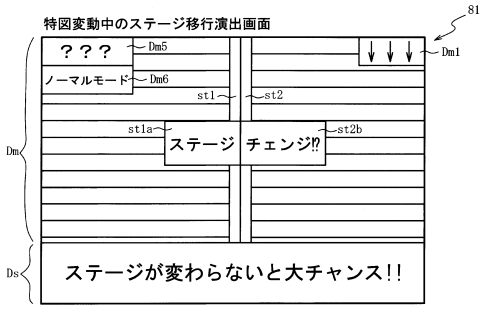 特図変動中のステージ移行演出画面
81
？？？
Dm5
↓↓↓
Dm1
ノーマルモード
Dm6
st1
st2
Dm
st1a
ステージ
チェンジ!?
st2b
Ds
ステージが変わらないと大チャンス!!